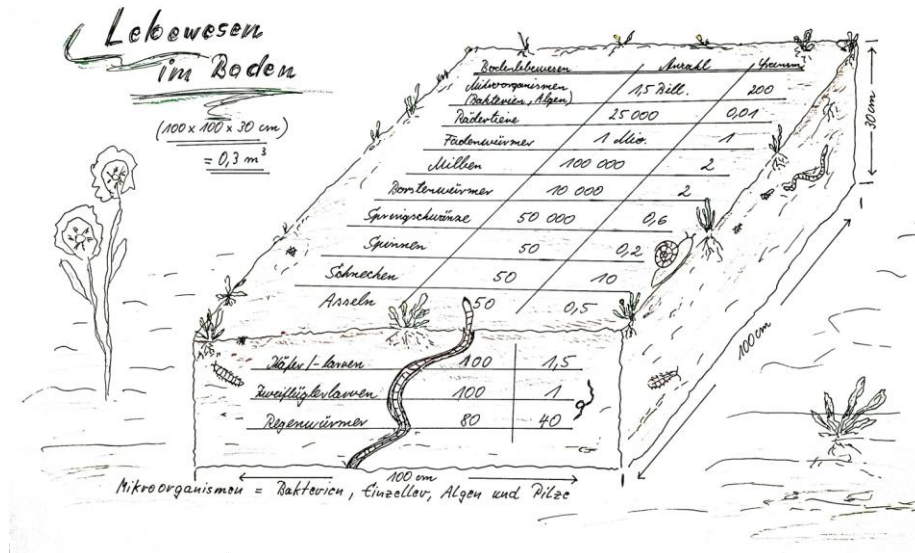 Lebewesen
im Boden
(100 x 100 x 30 cm)
= 0,3 m³
Bodenlebewesen Anzahl Gramm
Mikroorganismen
(Bakterien, Algen) 1,5 Bill. 200
Rädertiere 25 000 0,01
Fadenwürmer 1 Mio. 1
Milben 100 000 2
Borstenwürmer 10 000 2
Springschwänze 50 000 0,6
Spinnen 50 0,2
Schnecken 50 10
Asseln 50 0,5
Käfer/-larven 100 1,5
Zweiflüglerlarven 100 1
Regenwürmer 80 40
30 cm
100 cm
100 cm
Mikroorganismen = Bakterien, Einzeller, Algen und Pilze